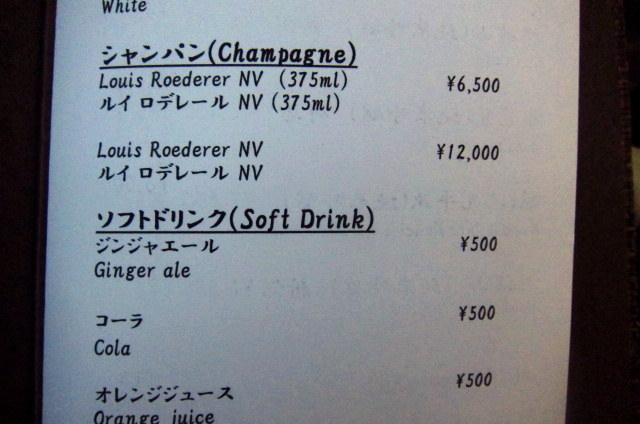 White
シャンパン(Champagne)
Louis Roederer NV (375ml) ¥6,500
ルイ ロデレール NV (375ml)
Louis Roederer NV ¥12,000
ルイ ロデレール NV
ソフトドリンク(Soft Drink)
ジンジャエール ¥500
Ginger ale
コーラ ¥500
Cola
オレンジジュース ¥500
Orange juice